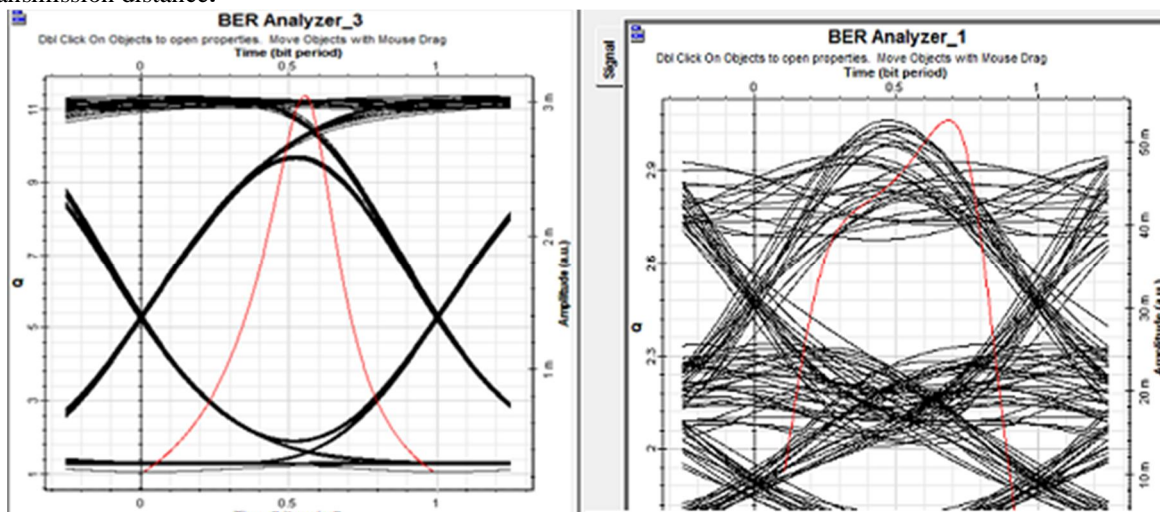 BER Analyzer_3
Dbl Click On Objects to open properties. Move Objects with Mouse Drag
Time (bit period)
0 0.5 1
11
9
7
5
3
1
Q
3 m
2 m
1 m
Amplitude (a.u.)
0 0.5 1
Signal
BER Analyzer_1
Dbl Click On Objects to open properties. Move Objects with Mouse Drag
Time (bit period)
0 0.5 1
2.9
2.6
2.3
2
Q
50 m
40 m
30 m
20 m
10 m
Amplitude (a.u.)